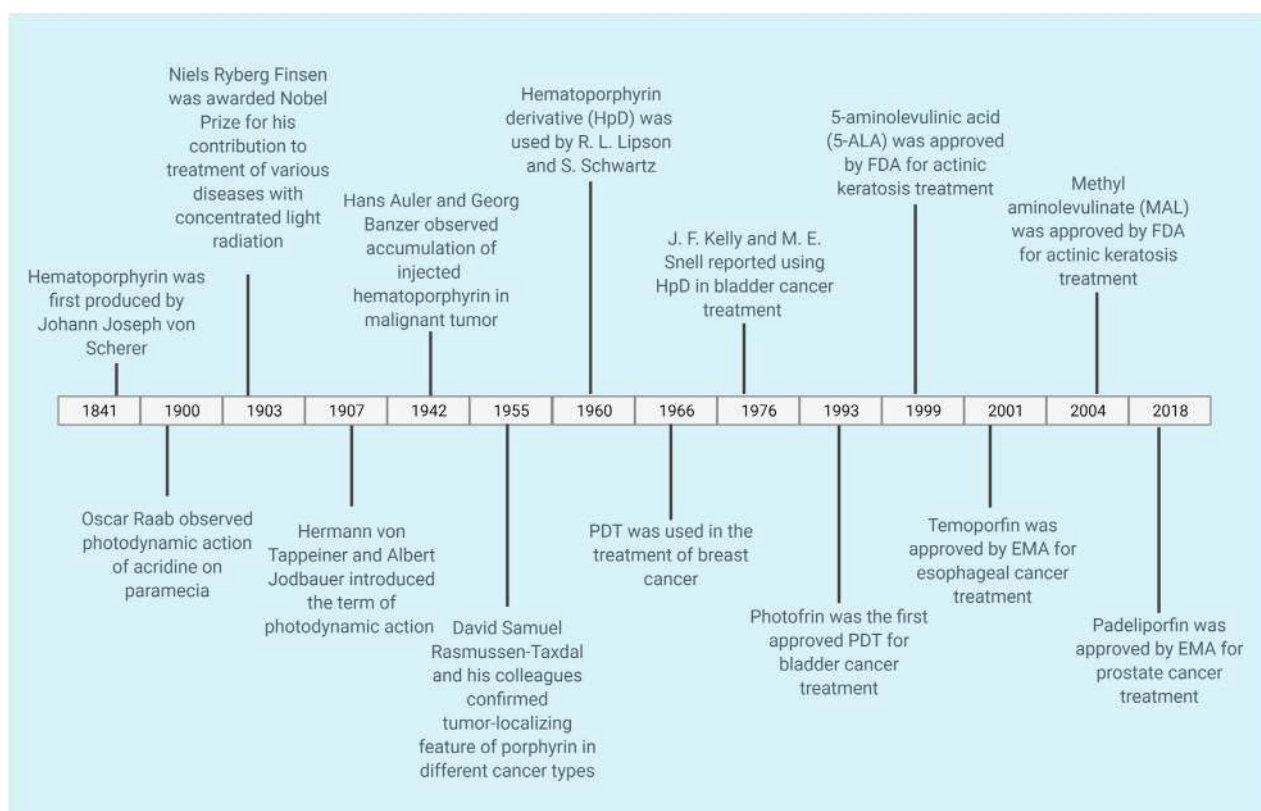 Niels Ryberg Finsen
was awarded Nobel
Prize for his
contribution to
treatment of various
diseases with
concentrated light
radiation
Hematoporphyrin
derivative (HpD) was
used by R. L. Lipson
and S. Schwartz
5-aminolevulinic acid
(5-ALA) was approved
by FDA for actinic
keratosis treatment
Methyl
aminolevulinate (MAL)
was approved by FDA
for actinic keratosis
treatment
Hans Auler and Georg
Banzer observed
accumulation of
injected
hematoporphyrin in
malignant tumor
J. F. Kelly and M. E.
Snell reported using
HpD in bladder cancer
treatment
Hematoporphyrin was
first produced by
Johann Joseph von
Scherer
1841 1900 1903 1907 1942 1955 1960 1966 1976 1993 1999 2001 2004 2018
Oscar Raab observed
photodynamic action
of acridine on
paramecia
Hermann von
Tappeiner and Albert
Jodbauer introduced
the term of
photodynamic action
David Samuel
Rasmussen-Taxdal
and his colleagues
confirmed
tumor-localizing
feature of porphyrin in
different cancer types
PDT was used in the
treatment of breast
cancer
Photofrin was the first
approved PDT for
bladder cancer
treatment
Temoporfin was
approved by EMA for
esophageal cancer
treatment
Padeliporfin was
approved by EMA for
prostate cancer
treatment